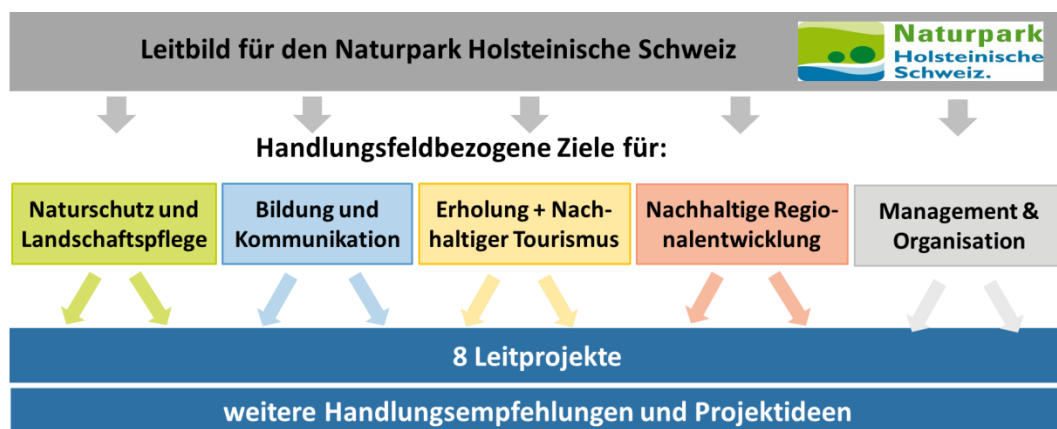 Leitbild für den Naturpark Holsteinische Schweiz
Naturpark
Holsteinische
Schweiz.
Handlungsfeldbezogene Ziele für:
Naturschutz und
Landschaftspflege
Bildung und
Kommunikation
Erholung + Nach-
haltiger Tourismus
Nachhaltige Regio-
nalentwicklung
Management &
Organisation
8 Leitprojekte
weitere Handlungsempfehlungen und Projektideen